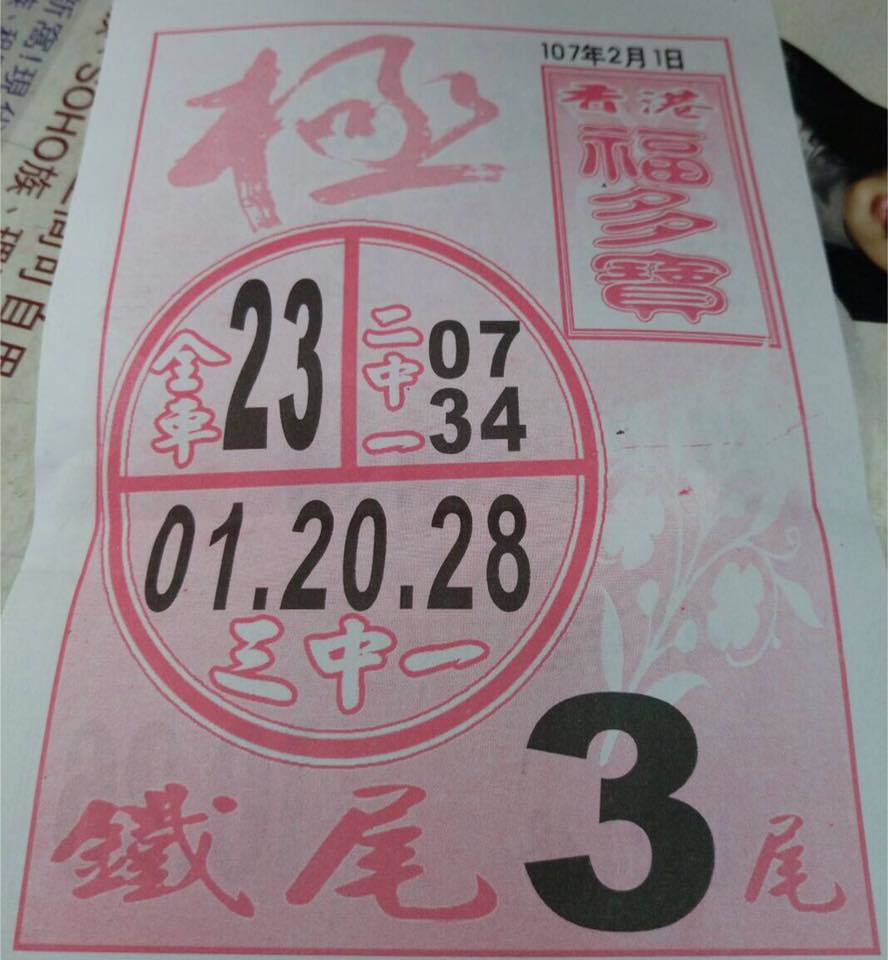 107年2月1日
極
香港
福多寶
全車
23
二中一
07
34
01.20.28
三中一
鐵尾
3
尾
SOHO族、